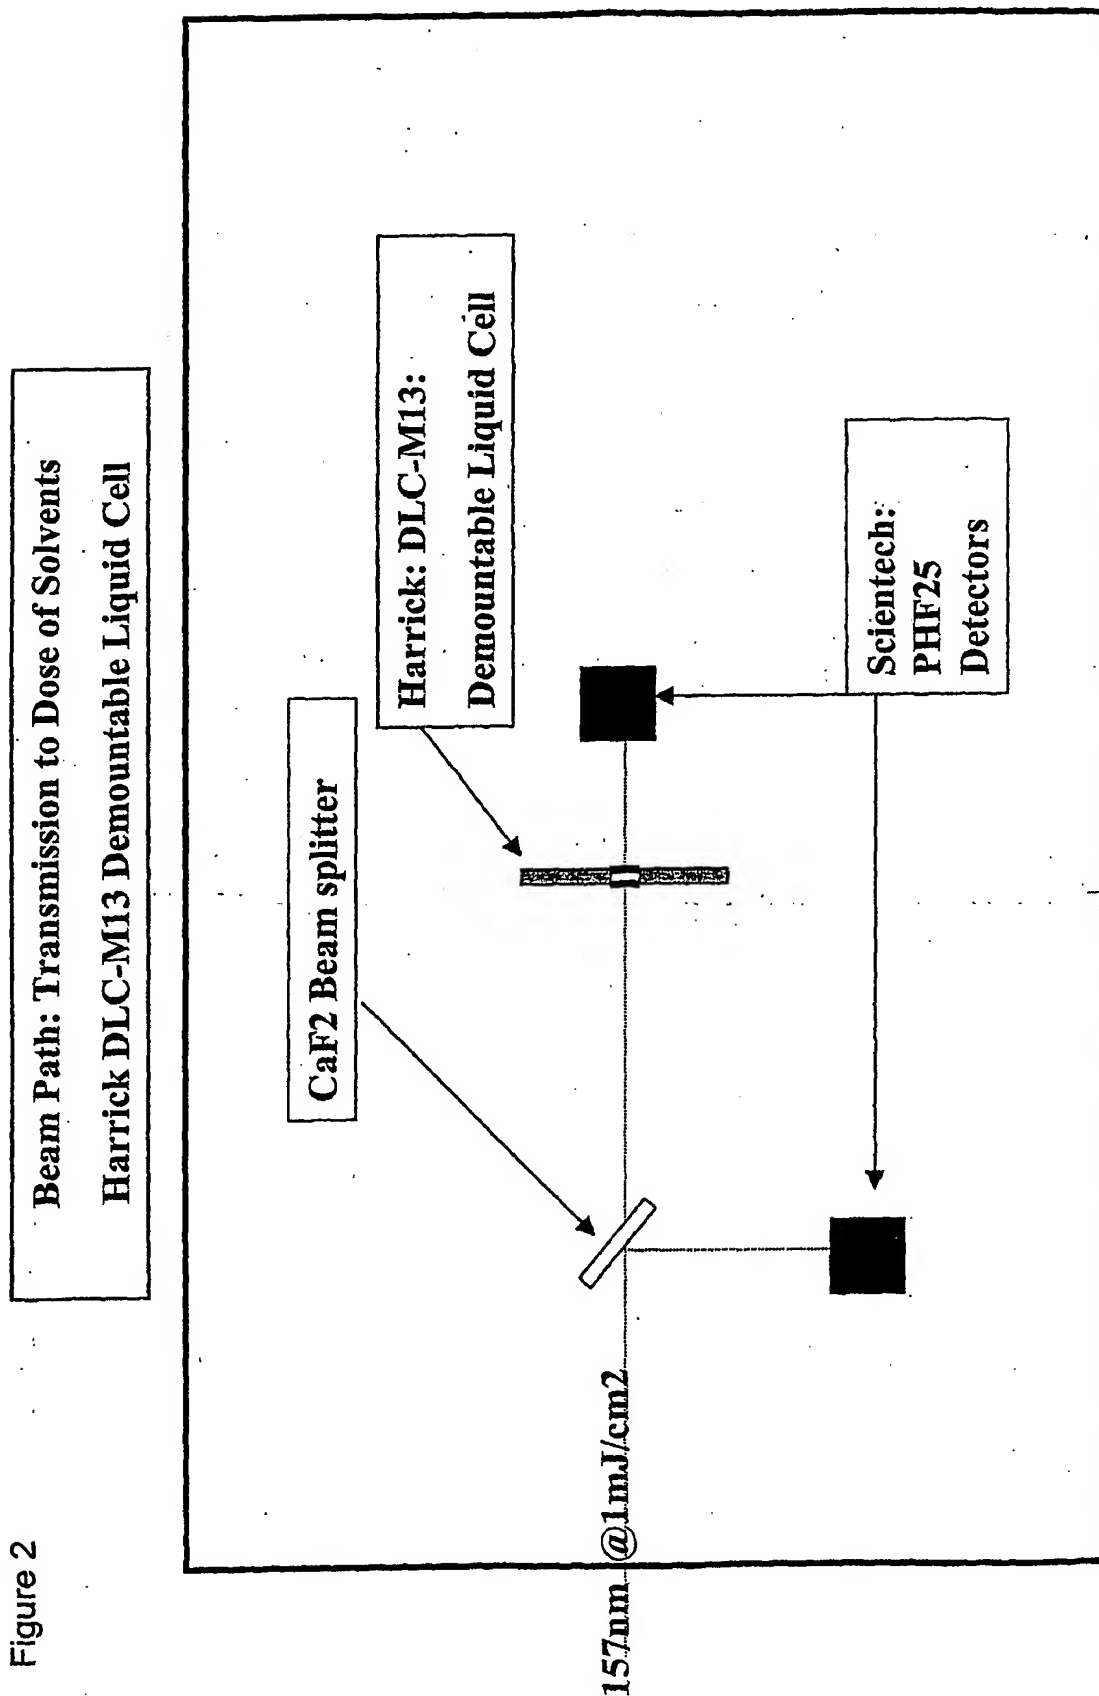 Figure 2
Beam Path: Transmission to Dose of Solvents
Harrick DLC-M13 Demountable Liquid Cell
CaF2 Beam splitter
Harrick: DLC-M13:
Demountable Liquid Cell
157nm @1mJ/cm2
Scientech:
PHF25
Detectors